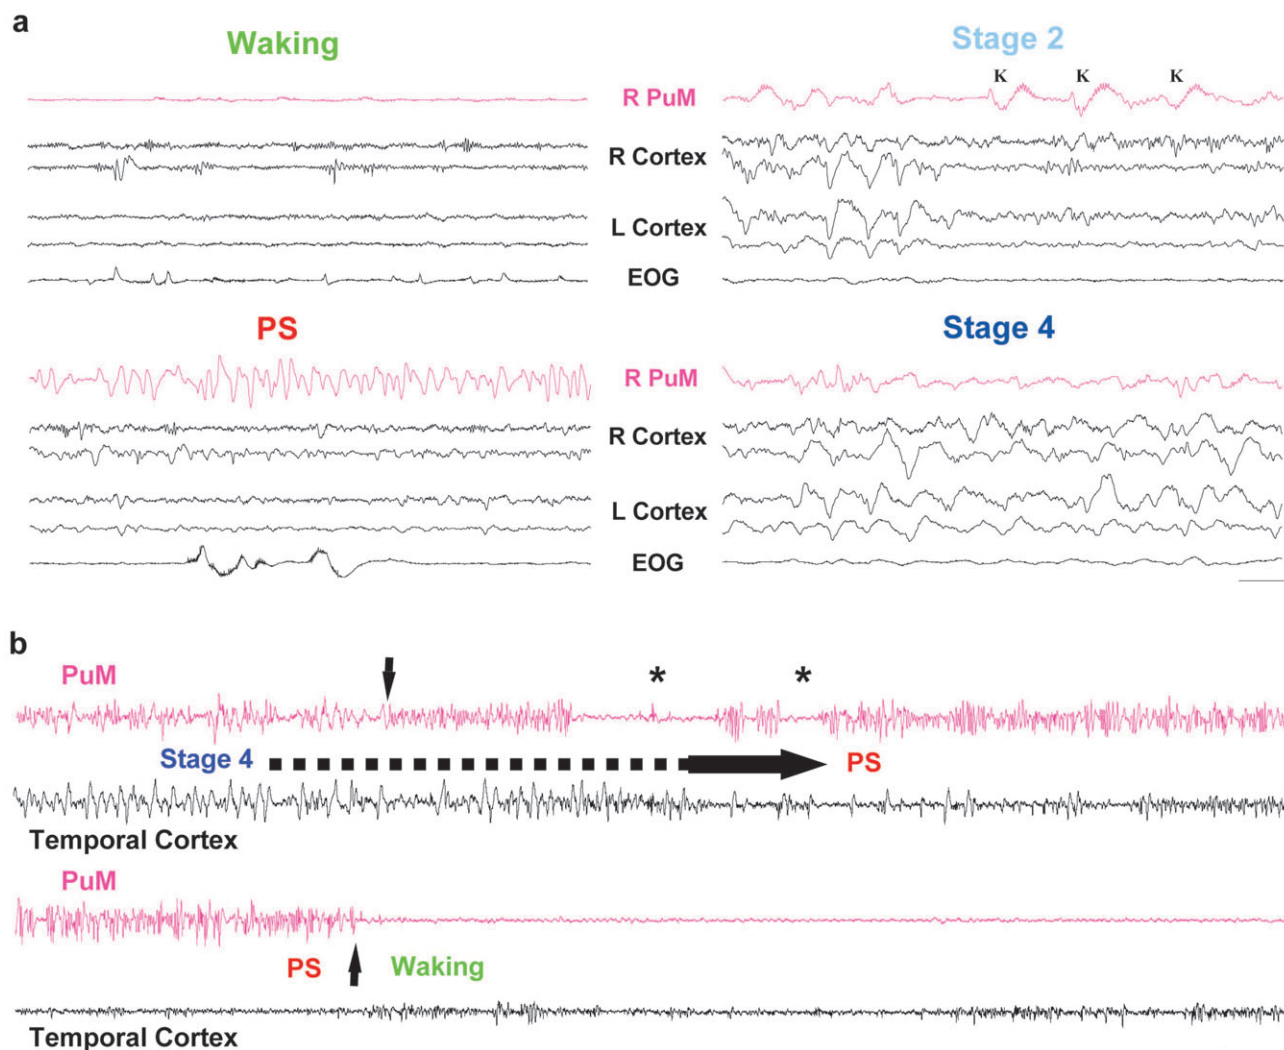 a
Waking
Stage 2
K K K
R PuM
R Cortex
L Cortex
EOG
PS
Stage 4
R PuM
R Cortex
L Cortex
EOG
b
PuM
* *
Stage 4 PS
Temporal Cortex
PuM
PS Waking
Temporal Cortex